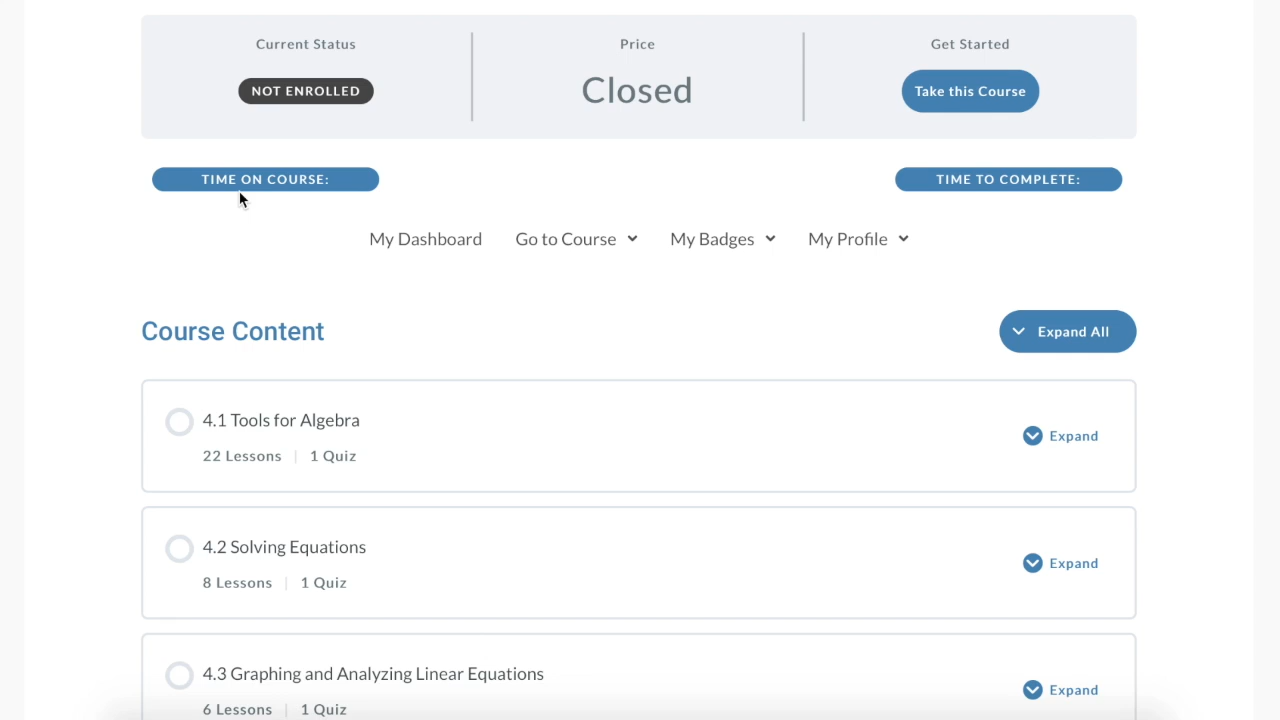 Current Status
Price
Get Started
NOT ENROLLED
Closed
Take this Course
TIME ON COURSE:
TIME TO COMPLETE:
My Dashboard
Go to Course
My Badges
My Profile
Course Content
Expand All
4.1 Tools for Algebra
22 Lessons | 1 Quiz
Expand
4.2 Solving Equations
8 Lessons | 1 Quiz
Expand
4.3 Graphing and Analyzing Linear Equations
6 Lessons | 1 Quiz
Expand